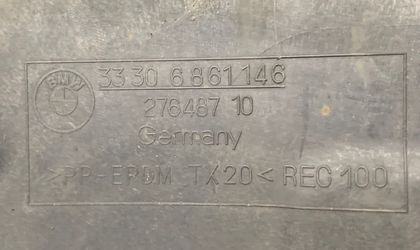 BMW
33 30 6 861 146
276487 10
Germany
>PP-EPDM TX20< REC 100